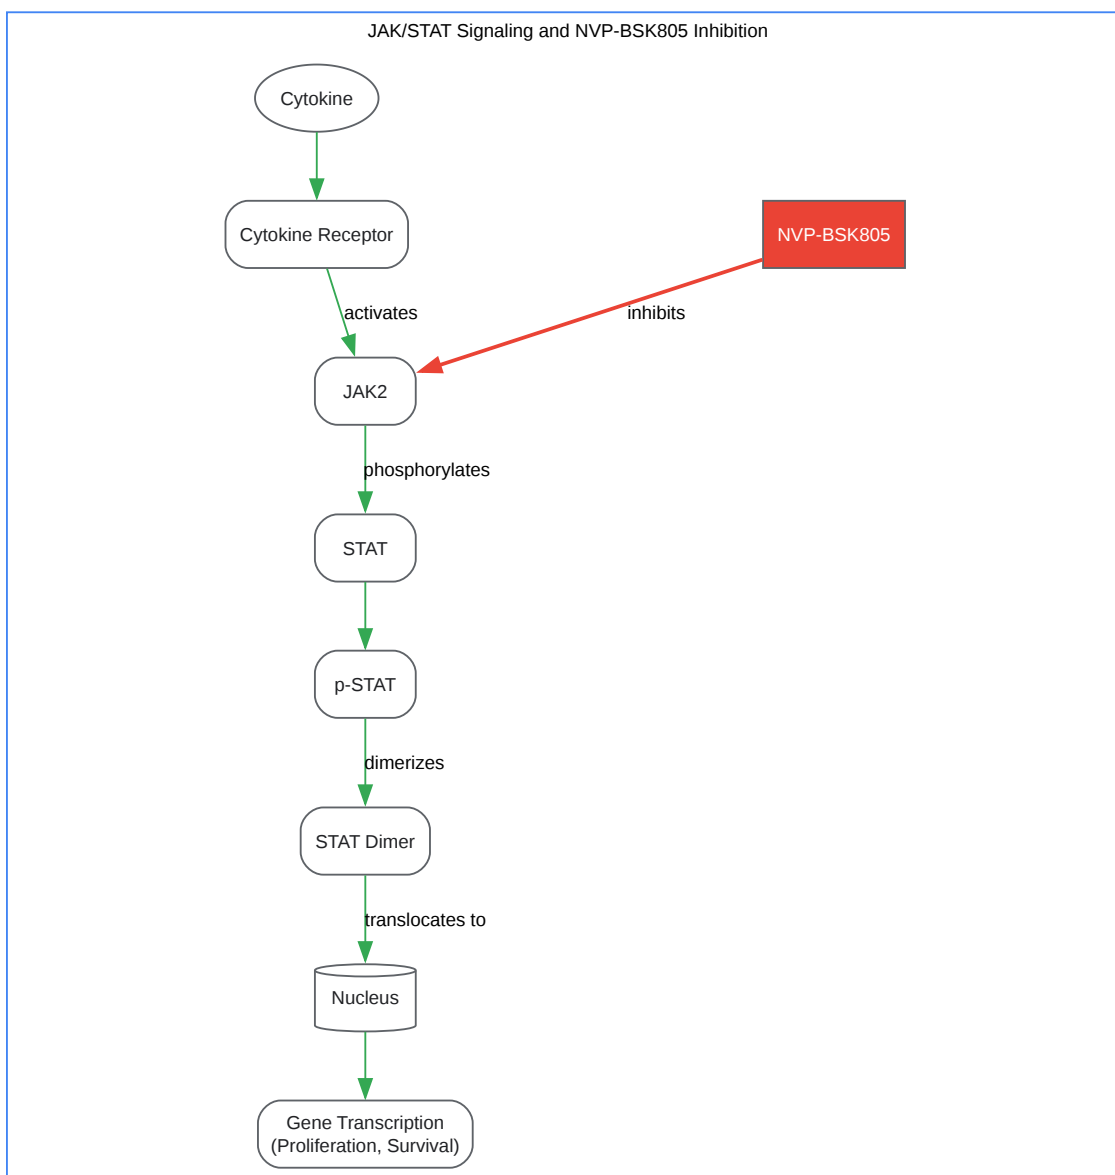 JAK/STAT Signaling and NVP-BSK805 Inhibition
Cytokine
Cytokine Receptor
NVP-BSK805
activates
inhibits
JAK2
phosphorylates
STAT
p-STAT
dimerizes
STAT Dimer
translocates to
Nucleus
Gene Transcription
(Proliferation, Survival)